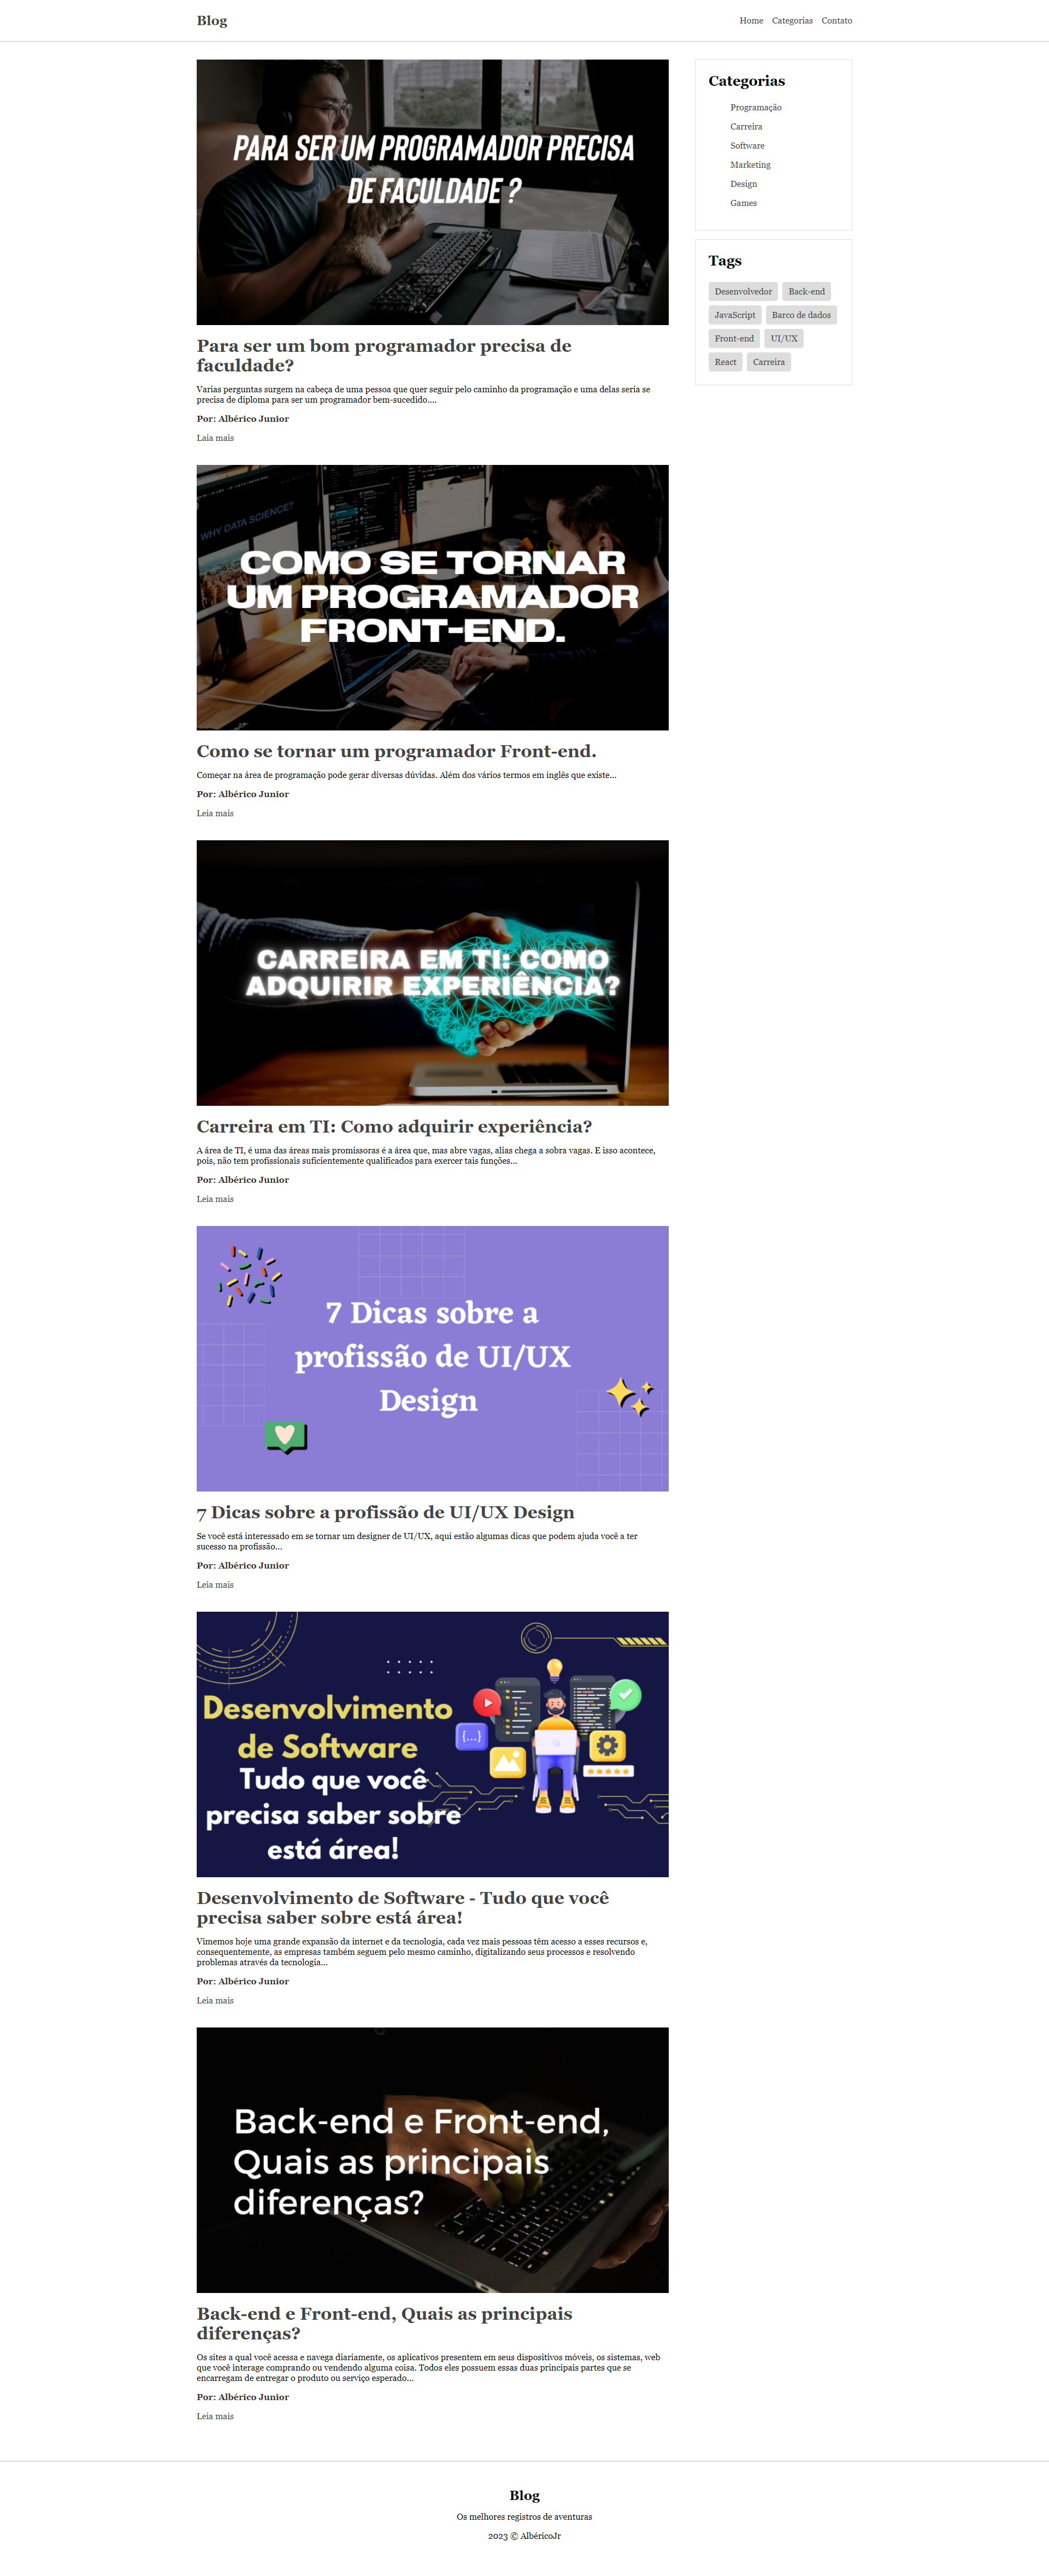 Blog
Home Categorias Contato
PARA SER UM PROGRAMADOR PRECISA
DE FACULDADE ?
Para ser um bom programador precisa de
faculdade?
Varias perguntas surgem na cabeça de uma pessoa que quer seguir pelo caminho da programação e uma delas seria se
precisa de diploma para ser um programador bem-sucedido....
Por: Albérico Junior
Laia mais
WHY DATA SCIENCE?
COMO SE TORNAR
UM PROGRAMADOR
FRONT-END.
Como se tornar um programador Front-end.
Começar na área de programação pode gerar diversas dúvidas. Além dos vários termos em inglês que existe...
Por: Albérico Junior
Leia mais
CARREIRA EM TI: COMO
ADQUIRIR EXPERIÊNCIA?
Carreira em TI: Como adquirir experiência?
A área de TI, é uma das áreas mais promissoras é a área que, mas abre vagas, alias chega a sobra vagas. E isso acontece,
pois, não tem profissionais suficientemente qualificados para exercer tais funções...
Por: Albérico Junior
Leia mais
7 Dicas sobre a
profissão de UI/UX
Design
7 Dicas sobre a profissão de UI/UX Design
Se você está interessado em se tornar um designer de UI/UX, aqui estão algumas dicas que podem ajuda você a ter
sucesso na profissão...
Por: Albérico Junior
Leia mais
Desenvolvimento
de Software
Tudo que você
precisa saber sobre
está área!
{...}
Desenvolvimento de Software - Tudo que você
precisa saber sobre está área!
Vimemos hoje uma grande expansão da internet e da tecnologia, cada vez mais pessoas têm acesso a esses recursos e,
consequentemente, as empresas também seguem pelo mesmo caminho, digitalizando seus processos e resolvendo
problemas através da tecnologia...
Por: Albérico Junior
Leia mais
Back-end e Front-end,
Quais as principais
diferenças?
Back-end e Front-end, Quais as principais
diferenças?
Os sites a qual você acessa e navega diariamente, os aplicativos presentem em seus dispositivos móveis, os sistemas, web
que você interage comprando ou vendendo alguma coisa. Todos eles possuem essas duas principais partes que se
encarregam de entregar o produto ou serviço esperado...
Por: Albérico Junior
Leia mais
Categorias
Programação
Carreira
Software
Marketing
Design
Games
Tags
Desenvolvedor Back-end
JavaScript Barco de dados
Front-end UI/UX
React Carreira
Blog
Os melhores registros de aventuras
2023 © AlbéricoJr